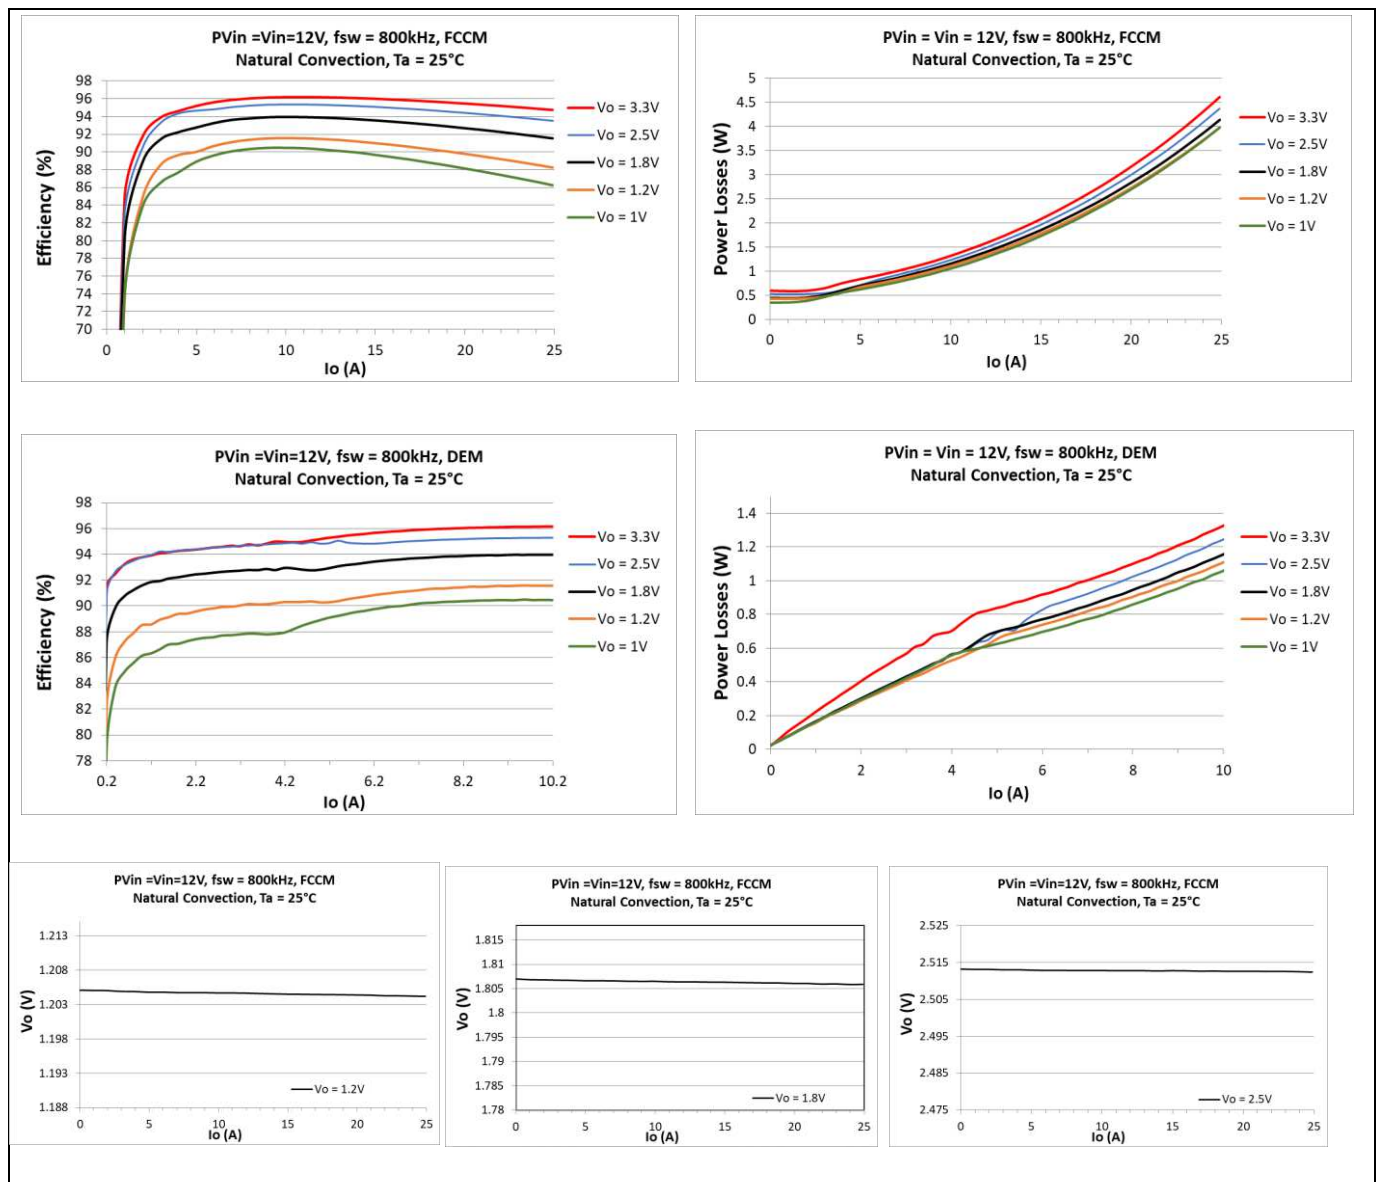 PVin =Vin=12V, fsw = 800kHz, FCCM
Natural Convection, Ta = 25°C
Efficiency (%)
98
96
94
92
90
88
86
84
82
80
78
76
74
72
70
0 5 10 15 20 25
Io (A)
Vo = 3.3V
Vo = 2.5V
Vo = 1.8V
Vo = 1.2V
Vo = 1V
PVin = Vin = 12V, fsw = 800kHz, FCCM
Natural Convection, Ta = 25°C
Power Losses (W)
5
4.5
4
3.5
3
2.5
2
1.5
1
0.5
0
0 5 10 15 20 25
Io (A)
Vo = 3.3V
Vo = 2.5V
Vo = 1.8V
Vo = 1.2V
Vo = 1V
PVin =Vin=12V, fsw = 800kHz, DEM
Natural Convection, Ta = 25°C
Efficiency (%)
98
96
94
92
90
88
86
84
82
80
78
0.2 2.2 4.2 6.2 8.2 10.2
Io (A)
Vo = 3.3V
Vo = 2.5V
Vo = 1.8V
Vo = 1.2V
Vo = 1V
PVin = Vin = 12V, fsw = 800kHz, DEM
Natural Convection, Ta = 25°C
Power Losses (W)
1.4
1.2
1
0.8
0.6
0.4
0.2
0
0 2 4 6 8 10
Io (A)
Vo = 3.3V
Vo = 2.5V
Vo = 1.8V
Vo = 1.2V
Vo = 1V
PVin =Vin=12V, fsw = 800kHz, FCCM
Natural Convection, Ta = 25°C
Vo (V)
1.213
1.208
1.203
1.198
1.193
1.188
0 5 10 15 20 25
Io (A)
Vo = 1.2V
PVin =Vin=12V, fsw = 800kHz, FCCM
Natural Convection, Ta = 25°C
Vo (V)
1.815
1.81
1.805
1.8
1.795
1.79
1.785
1.78
0 5 10 15 20 25
Io (A)
Vo = 1.8V
PVin =Vin=12V, fsw = 800kHz, FCCM
Natural Convection, Ta = 25°C
Vo (V)
2.525
2.515
2.505
2.495
2.485
2.475
0 5 10 15 20 25
Io (A)
Vo = 2.5V